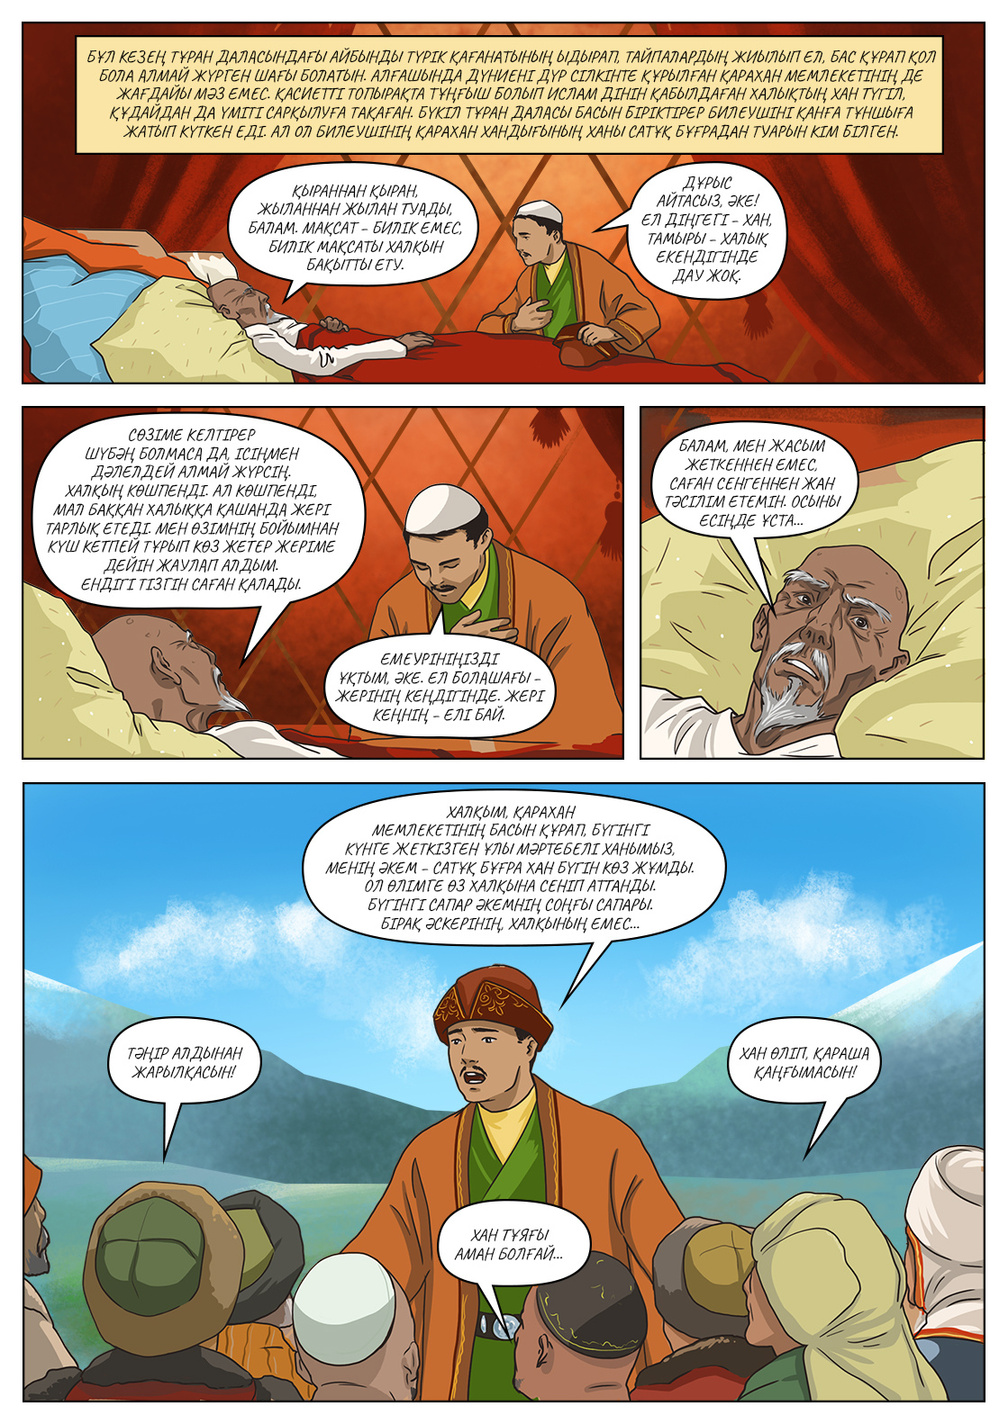 БҰЛ КЕЗЕҢ ТҰРАН ДАЛАСЫНДАҒЫ АЙБЫНДЫ ТҮРІК ҚАҒАНАТЫНЫҢ ЫДЫРАП, ТАЙПАЛАРДЫҢ ЖИЫЛЫП ЕЛ, БАС ҚҰРАП ҚОЛ
БОЛА АЛМАЙ ЖҮРГЕН ШАҒЫ БОЛАТЫН. АЛҒАШЫНДА ДҮНИЕНІ ДҮР СІЛКІНТЕ ҚҰРЫЛҒАН ҚАРАХАН МЕМЛЕКЕТІНІҢ ДЕ
ЖАҒДАЙЫ МӘЗ ЕМЕС. ҚАСИЕТТІ ТОПЫРАҚТА ТҰҢҒЫШ БОЛЫП ИСЛАМ ДІНІН ҚАБЫЛДАҒАН ХАЛЫҚТЫҢ ХАН ТҮГІЛ,
ҚҰДАЙДАН ДА ҮМІТІ САРҚЫЛУҒА ТАҚАҒАН. БҮКІЛ ТҰРАН ДАЛАСЫ БАСЫН БІРІКТІРЕР БИЛЕУШІНІ ҚАНҒА ТҰНШЫҒА
ЖАТЫП КҮТКЕН ЕДІ. АЛ ОЛ БИЛЕУШІНІҢ ҚАРАХАН ХАНДЫҒЫНЫҢ ХАНЫ САТҰҚ БҰҒРАДАН ТУАРЫН КІМ БІЛГЕН.
ҚЫРАННАН ҚЫРАН,
ЖЫЛАННАН ЖЫЛАН ТУАДЫ,
БАЛАМ. МАҚСАТ – БИЛІК ЕМЕС,
БИЛІК МАҚСАТЫ ХАЛҚЫН
БАҚЫТТЫ ЕТУ.
ДҰРЫС
АЙТАСЫЗ, ӘКЕ!
ЕЛ ДІҢГЕГІ – ХАН,
ТАМЫРЫ – ХАЛЫҚ
ЕКЕНДІГІНДЕ
ДАУ ЖОҚ.
СӨЗІМЕ КЕЛТІРЕР
ШҮБӘҢ БОЛМАСА ДА, ІСІҢМЕН
ДӘЛЕЛДЕЙ АЛМАЙ ЖҮРСІҢ.
ХАЛҚЫҢ КӨШПЕНДІ. АЛ КӨШПЕНДІ,
МАЛ БАҚҚАН ХАЛЫҚҚА ҚАШАНДА ЖЕРІ
ТАРЛЫҚ ЕТЕДІ. МЕН ӨЗІМНІҢ БОЙЫМНАН
КҮШ КЕТПЕЙ ТҰРЫП КӨЗ ЖЕТЕР ЖЕРІМЕ
ДЕЙІН ЖАУЛАП АЛДЫМ.
ЕНДІГІ ТІЗГІН САҒАН ҚАЛАДЫ.
ЕМЕУРІНІҢІЗДІ
ҰҚТЫМ, ӘКЕ. ЕЛ БОЛАШАҒЫ –
ЖЕРІНІҢ КЕҢДІГІНДЕ. ЖЕРІ
КЕҢНІҢ – ЕЛІ БАЙ.
БАЛАМ, МЕН ЖАСЫМ
ЖЕТКЕННЕН ЕМЕС,
САҒАН СЕНГЕННЕН ЖАН
ТӘСІЛІМ ЕТЕМІН. ОСЫНЫ
ЕСІҢДЕ ҰСТА...
ХАЛҚЫМ, ҚАРАХАН
МЕМЛЕКЕТІНІҢ БАСЫН ҚҰРАП, БҮГІНГІ
КҮНГЕ ЖЕТКІЗГЕН ҰЛЫ МӘРТЕБЕЛІ ХАНЫМЫЗ,
МЕНІҢ ӘКЕМ – САТҰҚ БҰҒРА ХАН БҮГІН КӨЗ ЖҰМДЫ.
ОЛ ӨЛІМГЕ ӨЗ ХАЛҚЫНА СЕНІП АТТАНДЫ.
БҮГІНГІ САПАР ӘКЕМНІҢ СОҢҒЫ САПАРЫ.
БІРАҚ ӘСКЕРІНІҢ, ХАЛҚЫНЫҢ ЕМЕС...
ТӘҢІР АЛДЫНАН
ЖАРЫЛҚАСЫН!
ХАН ӨЛІП, ҚАРАША
ҚАҢҒЫМАСЫН!
ХАН ТҰЯҒЫ
АМАН БОЛҒАЙ...